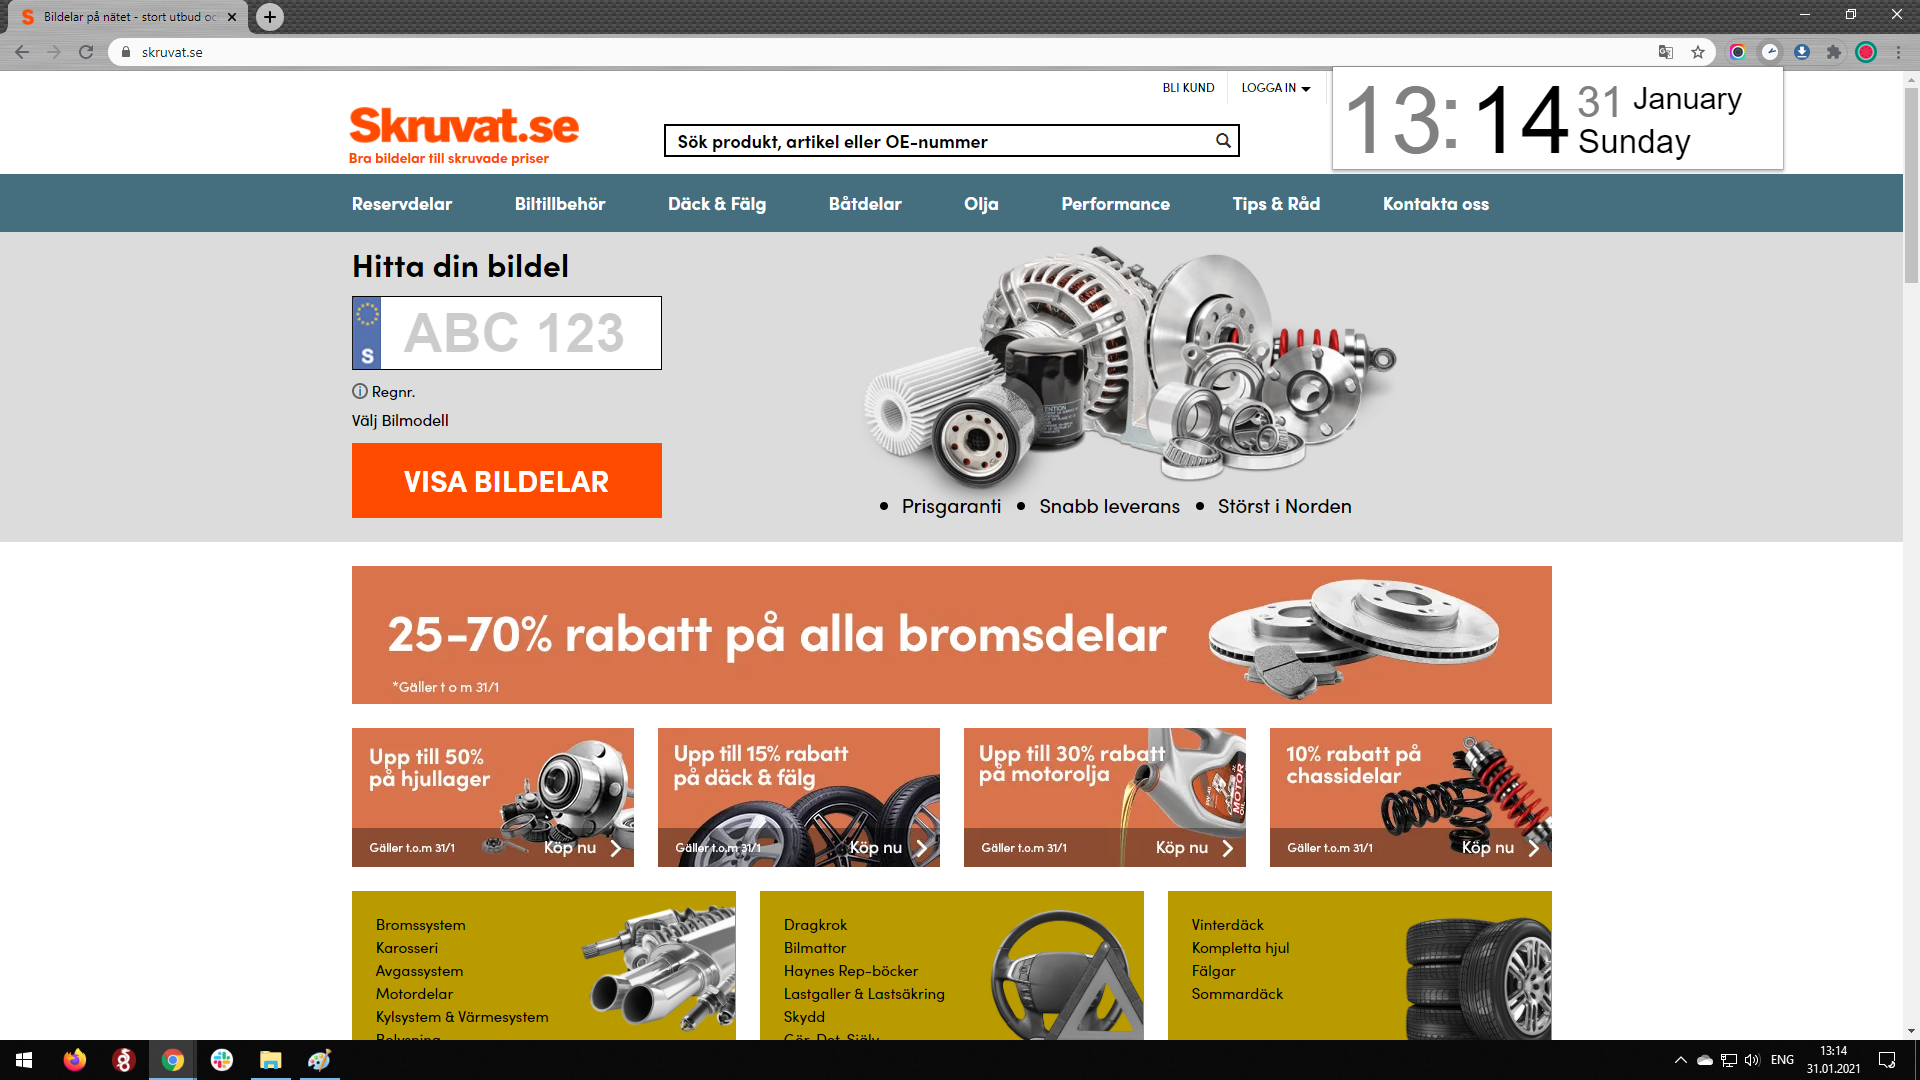 Bildelar på nätet - stort utbud oc
skruvat.se
BLI KUND
LOGGA IN
13:14
31 January
Sunday
Skruvat.se
Bra bildelar till skruvade priser
Sök produkt, artikel eller OE-nummer
Reservdelar
Biltillbehör
Däck & Fälg
Båtdelar
Olja
Performance
Tips & Råd
Kontakta oss
Hitta din bildel
S
ABC 123
Regnr.
Välj Bilmodell
VISA BILDELAR
Prisgaranti
Snabb leverans
Störst i Norden
25-70% rabatt på alla bromsdelar
*Gäller t o m 31/1
Upp till 50%
på hjullager
Gäller t.o.m 31/1
Köp nu
Upp till 15% rabatt
på däck & fälg
Gäller t.o.m 31/1
Köp nu
Upp till 30% rabatt
på motorolja
MOTOR
OIL
Gäller t.o.m 31/1
Köp nu
10% rabatt på
chassidelar
Gäller t.o.m 31/1
Köp nu
Bromssystem
Karosseri
Avgassystem
Motordelar
Kylsystem & Värmesystem
Belysning
Dragkrok
Bilmattor
Haynes Rep-böcker
Lastgaller & Lastsäkring
Skydd
Gör-Det-Själv
Vinterdäck
Kompletta hjul
Fälgar
Sommardäck
ENG
13:14
31.01.2021